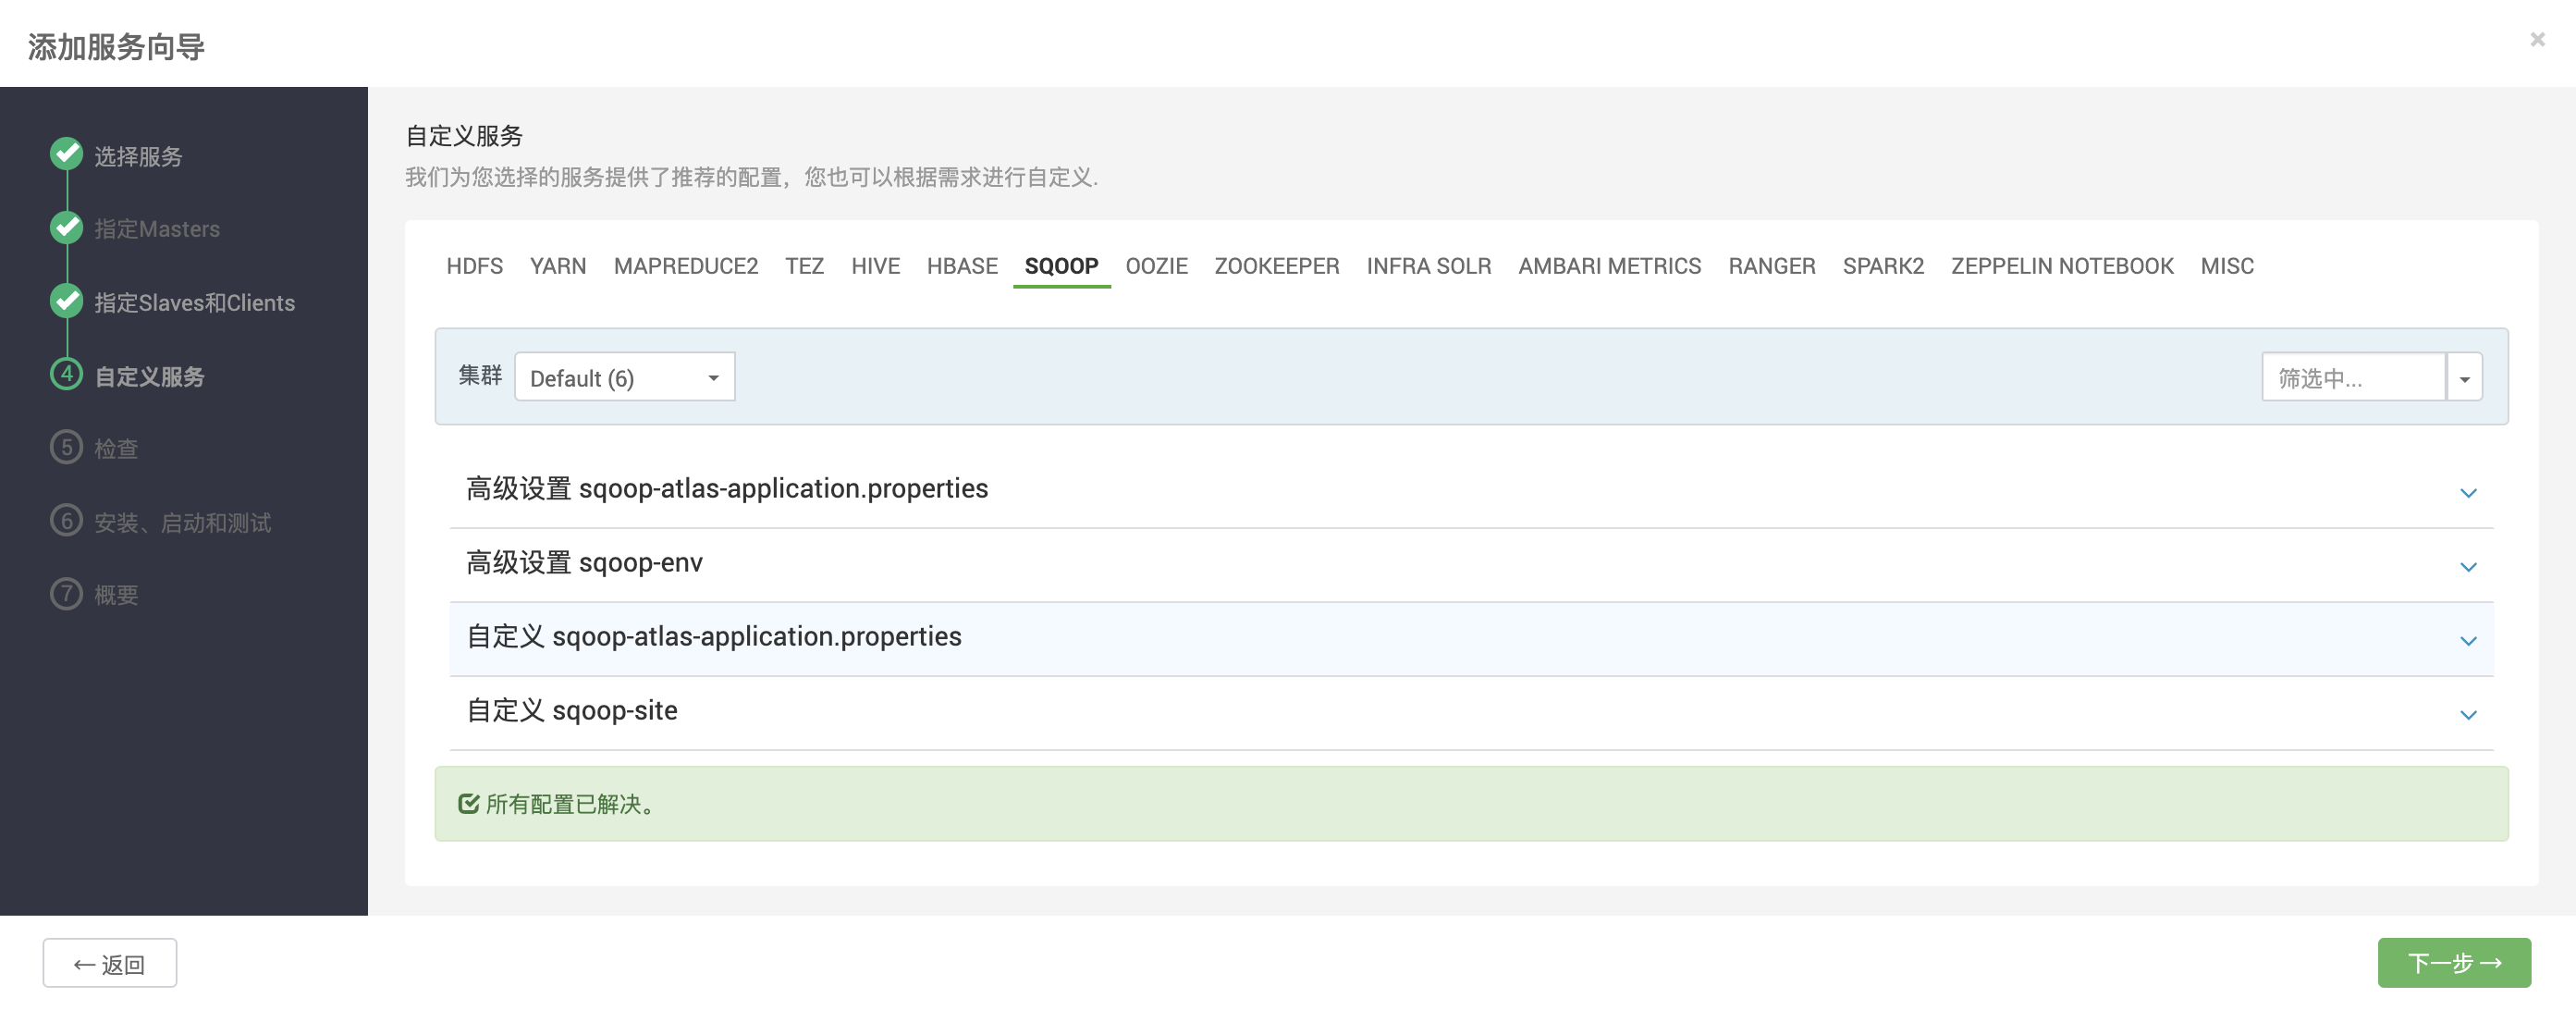 添加服务向导
×
选择服务
指定Masters
指定Slaves和Clients
4 自定义服务
5 检查
6 安装、启动和测试
7 概要
自定义服务
我们为您选择的服务提供了推荐的配置，您也可以根据需求进行自定义.
HDFS YARN MAPREDUCE2 TEZ HIVE HBASE SQOOP OOZIE ZOOKEEPER INFRA SOLR AMBARI METRICS RANGER SPARK2 ZEPPELIN NOTEBOOK MISC
集群 Default (6) 筛选中...
高级设置 sqoop-atlas-application.properties
高级设置 sqoop-env
自定义 sqoop-atlas-application.properties
自定义 sqoop-site
所有配置已解决。
← 返回
下一步 →